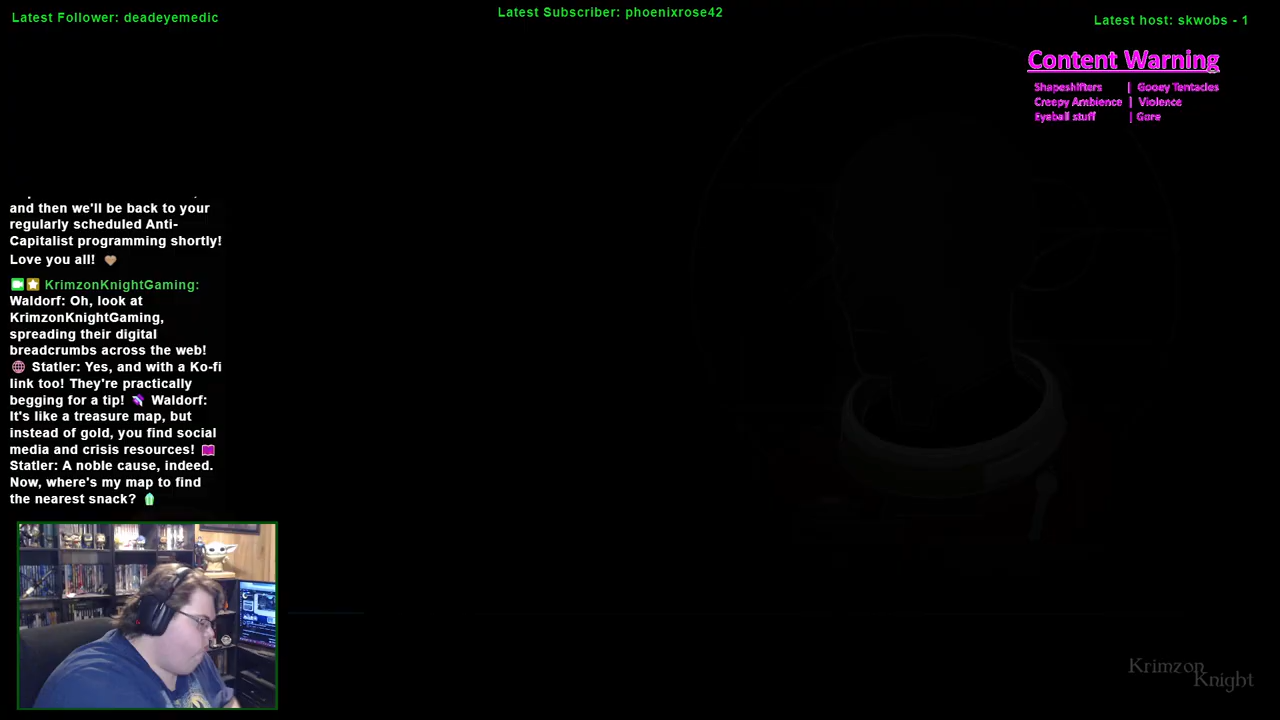 Latest Follower: deadeyemedic
Latest Subscriber: phoenixrose42
Latest host: skwobs - 1
Content Warning
Shapeshifters | Gooey Tentacles
Creepy Ambience | Violence
Eyeball stuff | Gore
and then we'll be back to your
regularly scheduled Anti-
Capitalist programming shortly!
Love you all!
KrimzonKnightGaming:
Waldorf: Oh, look at
KrimzonKnightGaming,
spreading their digital
breadcrumbs across the web!
Statler: Yes, and with a Ko-fi
link too! They're practically
begging for a tip! Waldorf:
It's like a treasure map, but
instead of gold, you find social
media and crisis resources!
Statler: A noble cause, indeed.
Now, where's my map to find
the nearest snack?
Krimzon
Knight